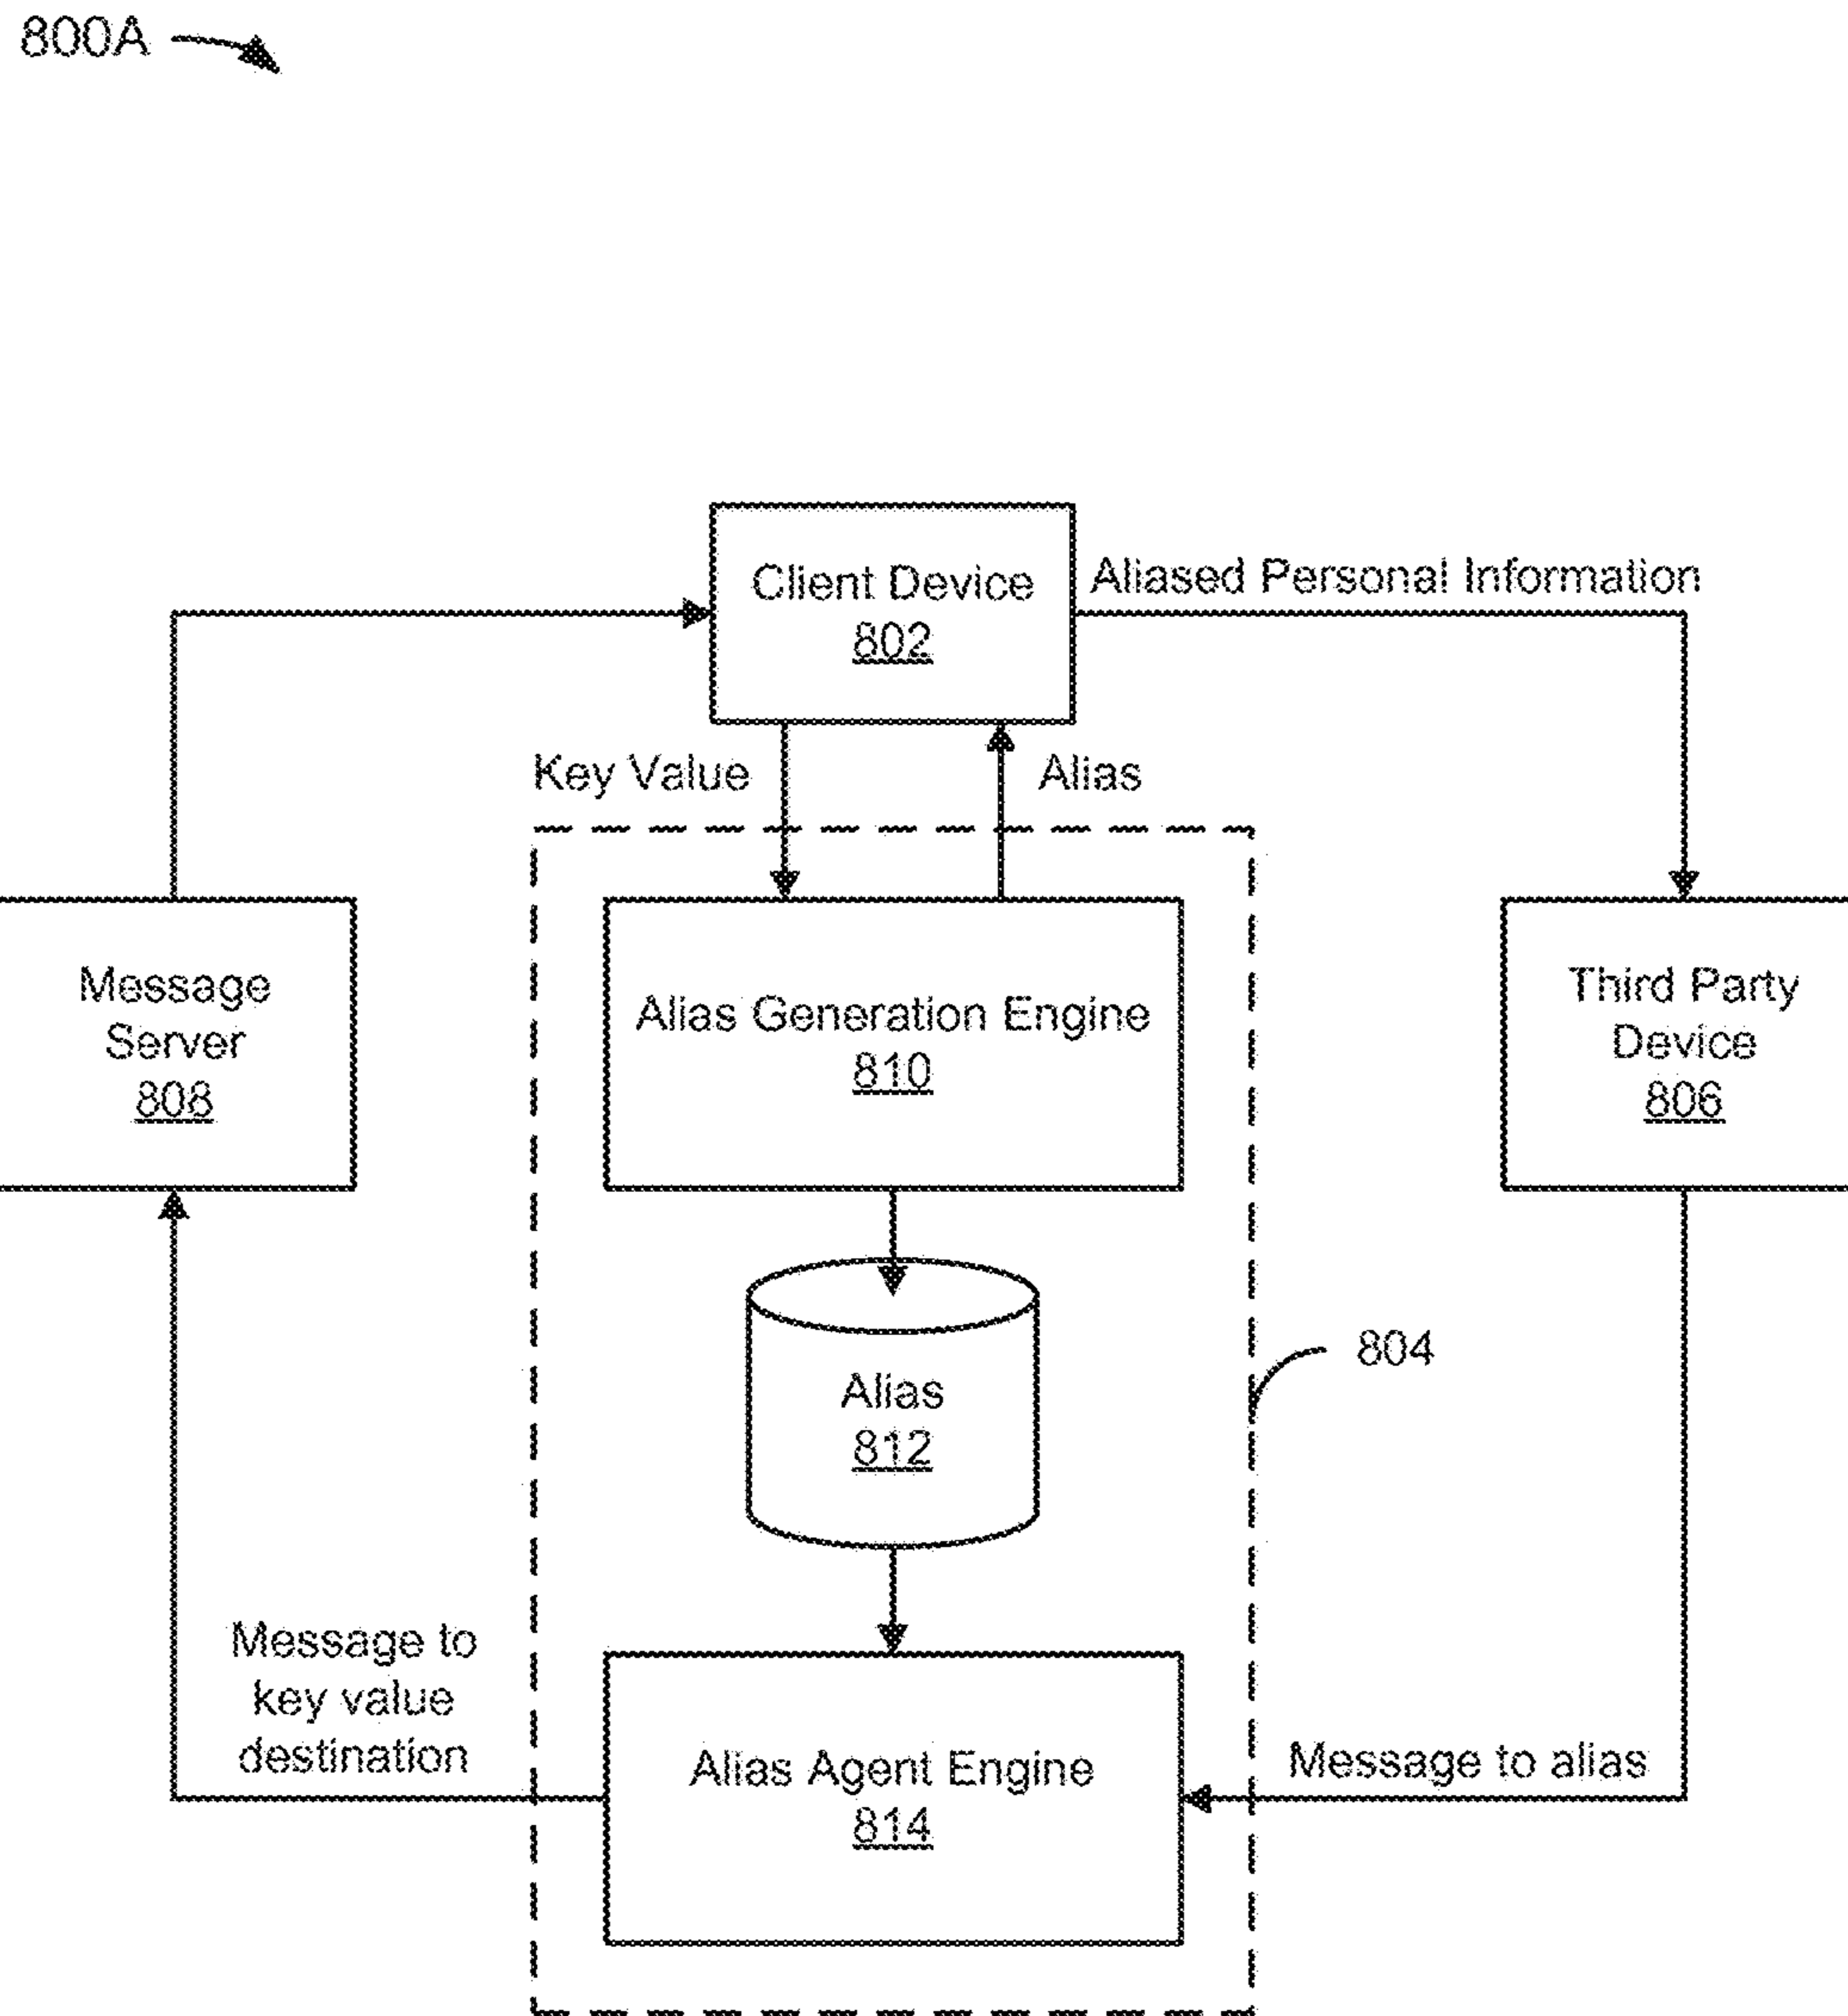 800A
Client Device
802
Aliased Personal Information
Key Value
Alias
Message
Server
808
Alias Generation Engine
810
Third Party
Device
806
Alias
812
804
Message to
key value
destination
Alias Agent Engine
814
Message to alias